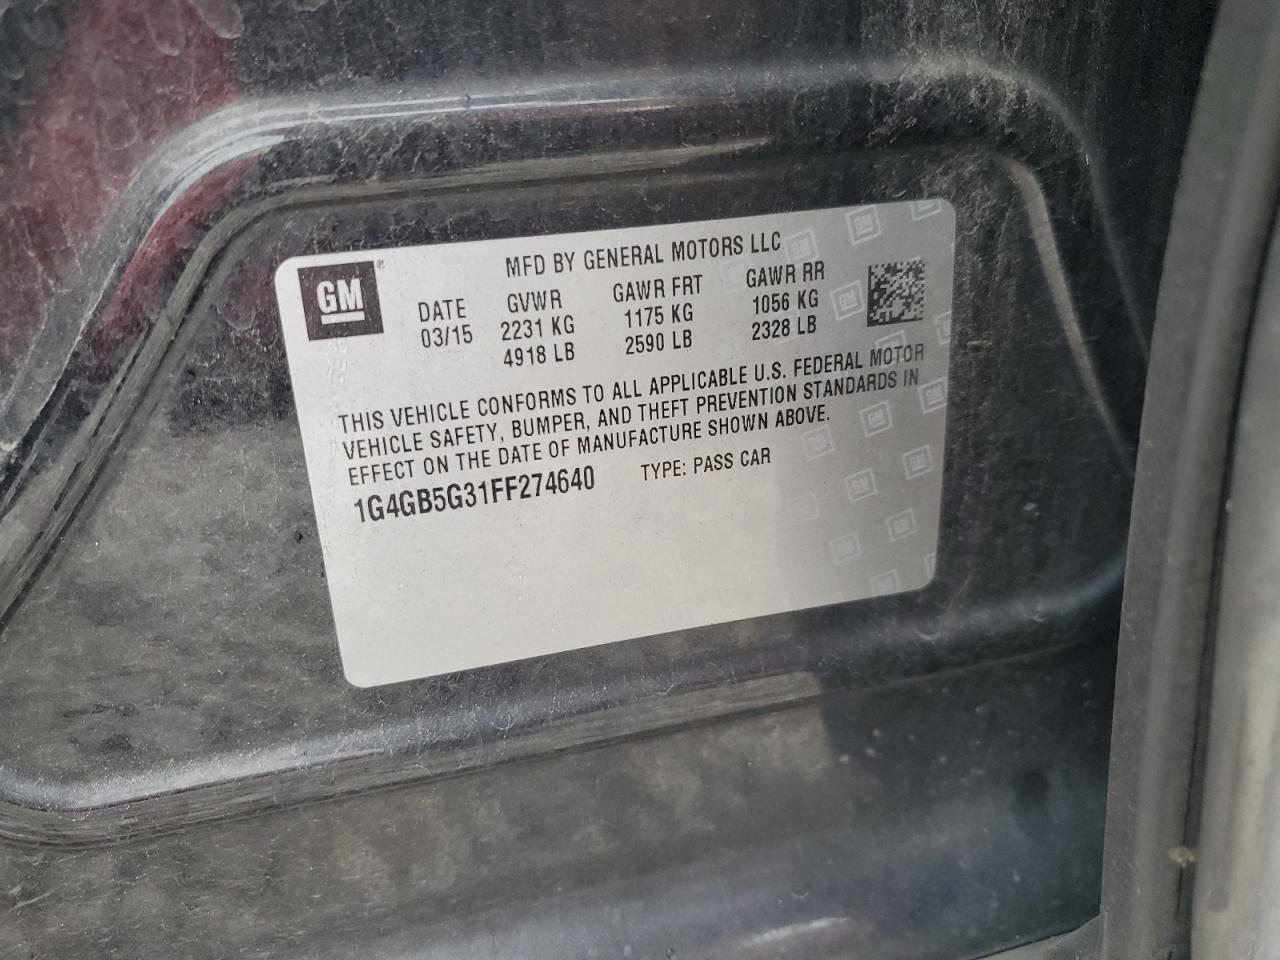 GM®
MFD BY GENERAL MOTORS LLC
DATE GVWR GAWR FRT GAWR RR
03/15 2231 KG 1175 KG 1056 KG
4918 LB 2590 LB 2328 LB
THIS VEHICLE CONFORMS TO ALL APPLICABLE U.S. FEDERAL MOTOR
VEHICLE SAFETY, BUMPER, AND THEFT PREVENTION STANDARDS IN
EFFECT ON THE DATE OF MANUFACTURE SHOWN ABOVE.
1G4GB5G31FF274640 TYPE: PASS CAR